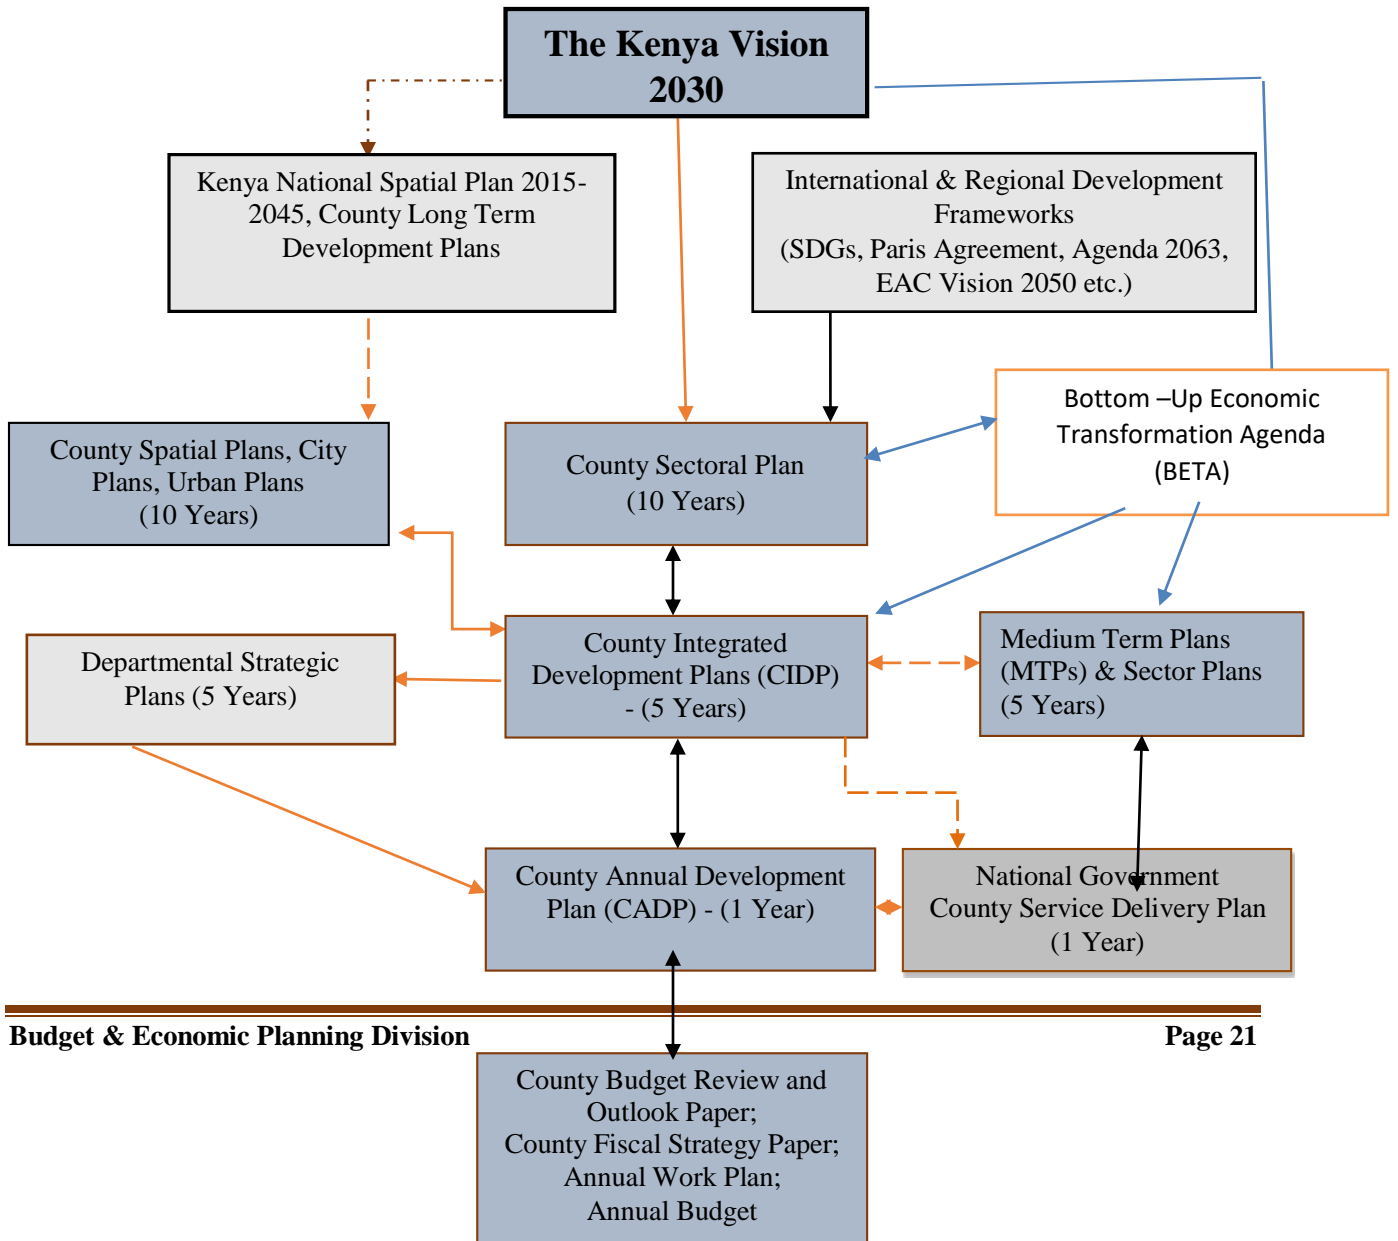 The Kenya Vision
2030
Kenya National Spatial Plan 2015-
2045, County Long Term
Development Plans
International & Regional Development
Frameworks
(SDGs, Paris Agreement, Agenda 2063,
EAC Vision 2050 etc.)
Bottom –Up Economic
Transformation Agenda
(BETA)
County Spatial Plans, City
Plans, Urban Plans
(10 Years)
County Sectoral Plan
(10 Years)
Departmental Strategic
Plans (5 Years)
County Integrated
Development Plans (CIDP)
- (5 Years)
Medium Term Plans
(MTPs) & Sector Plans
(5 Years)
County Annual Development
Plan (CADP) - (1 Year)
National Government
County Service Delivery Plan
(1 Year)
Budget & Economic Planning Division
Page 21
County Budget Review and
Outlook Paper;
County Fiscal Strategy Paper;
Annual Work Plan;
Annual Budget